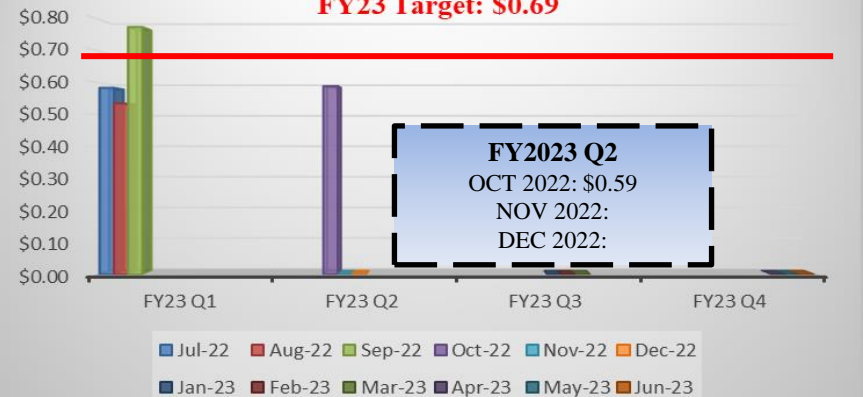 FY23 Target: $0.69
$0.80
$0.70
$0.60
$0.50
$0.40
$0.30
$0.20
$0.10
$0.00
FY2023 Q2
OCT 2022: $0.59
NOV 2022:
DEC 2022:
FY23 Q1 FY23 Q2 FY23 Q3 FY23 Q4
Jul-22 Aug-22 Sep-22 Oct-22 Nov-22 Dec-22
Jan-23 Feb-23 Mar-23 Apr-23 May-23 Jun-23